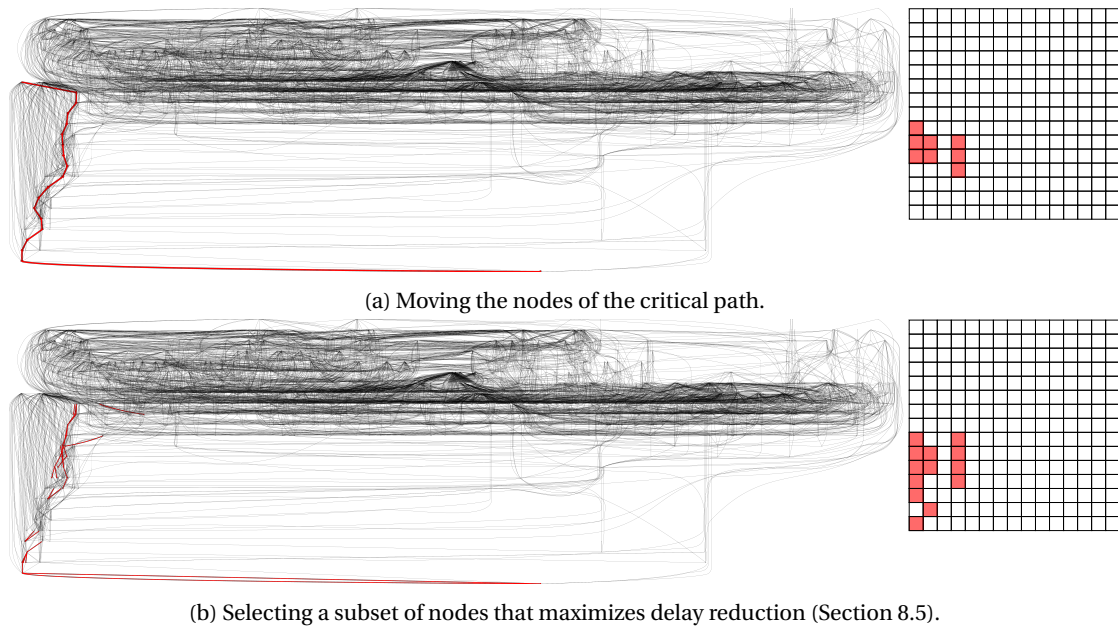 (a) Moving the nodes of the critical path.
(b) Selecting a subset of nodes that maximizes delay reduction (Section 8.5).